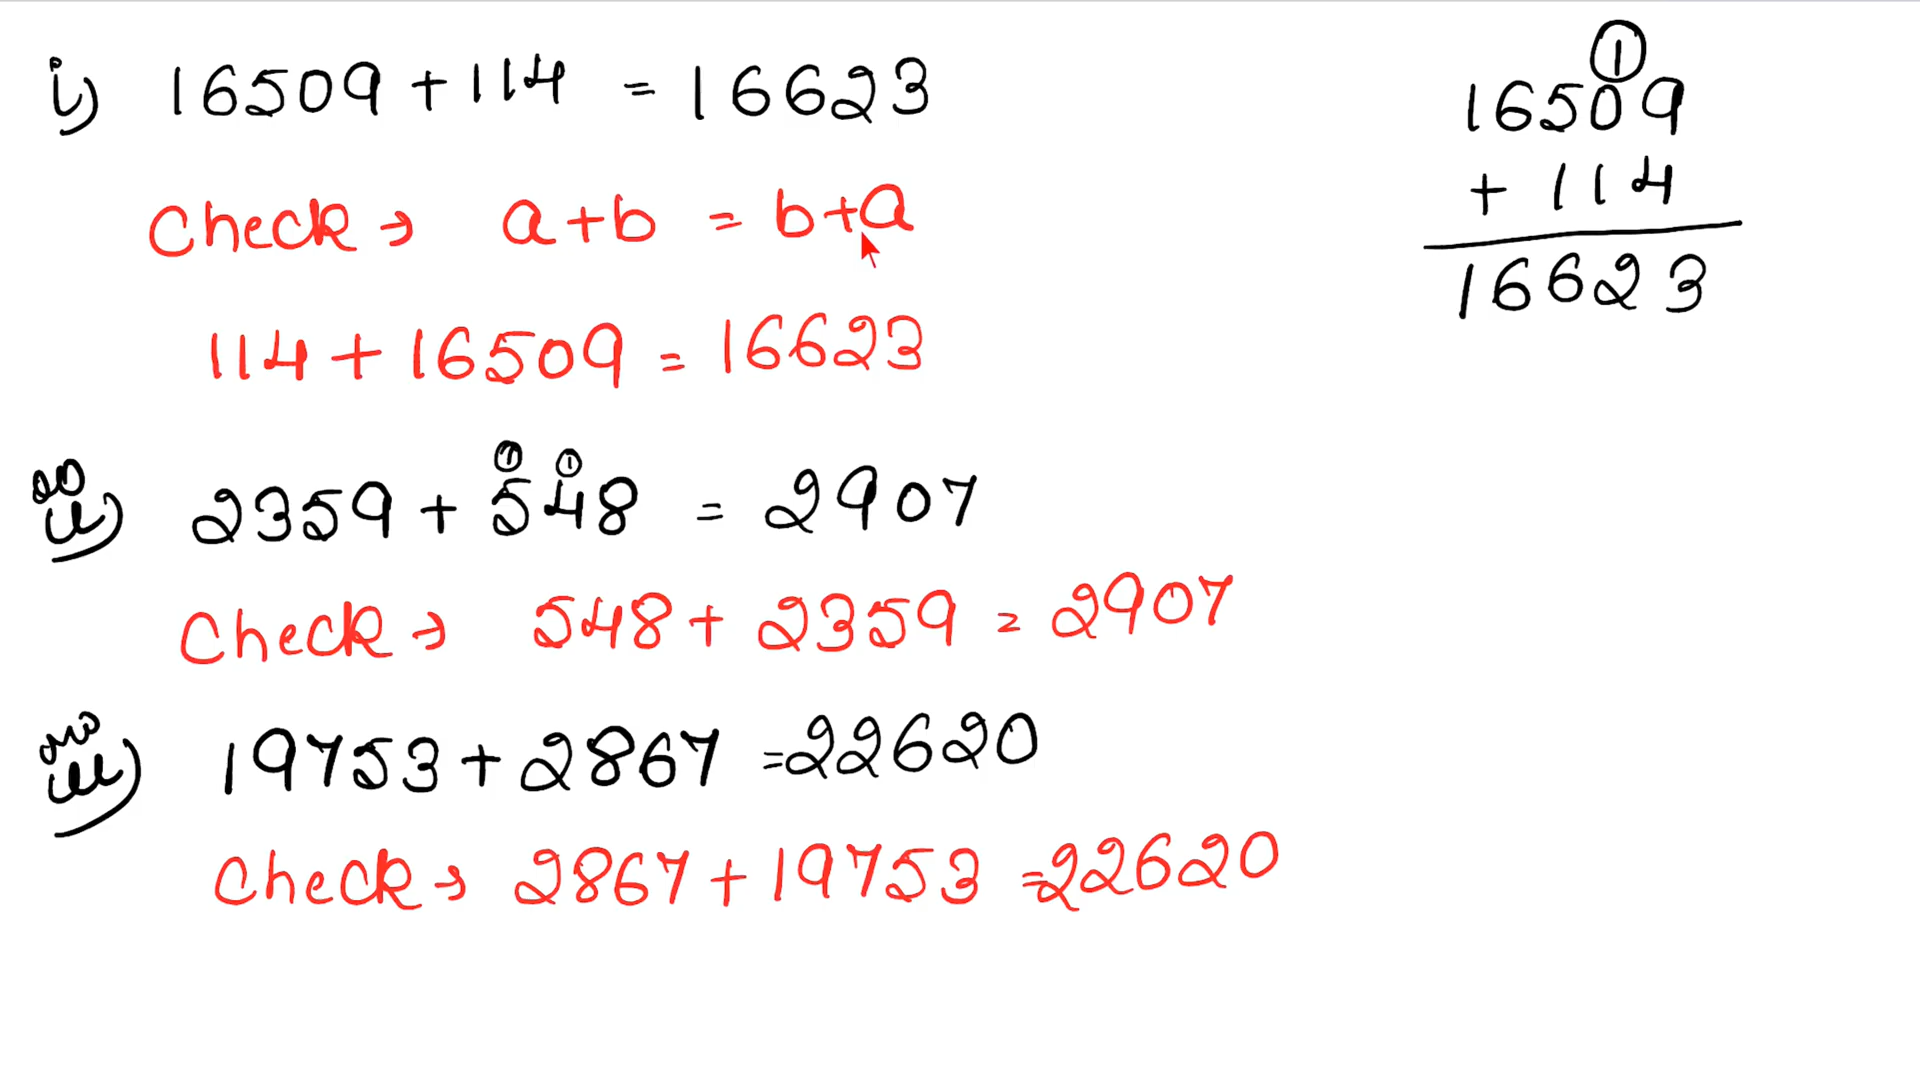 i) 16509 + 114 = 16623
Check → a+b = b+a
114 + 16509 = 16623
ii) 2359 + 548 = 2907
Check → 548 + 2359 = 2907
iii) 19753 + 2867 = 22620
Check → 2867 + 19753 = 22620
1
16509
+ 114
16623